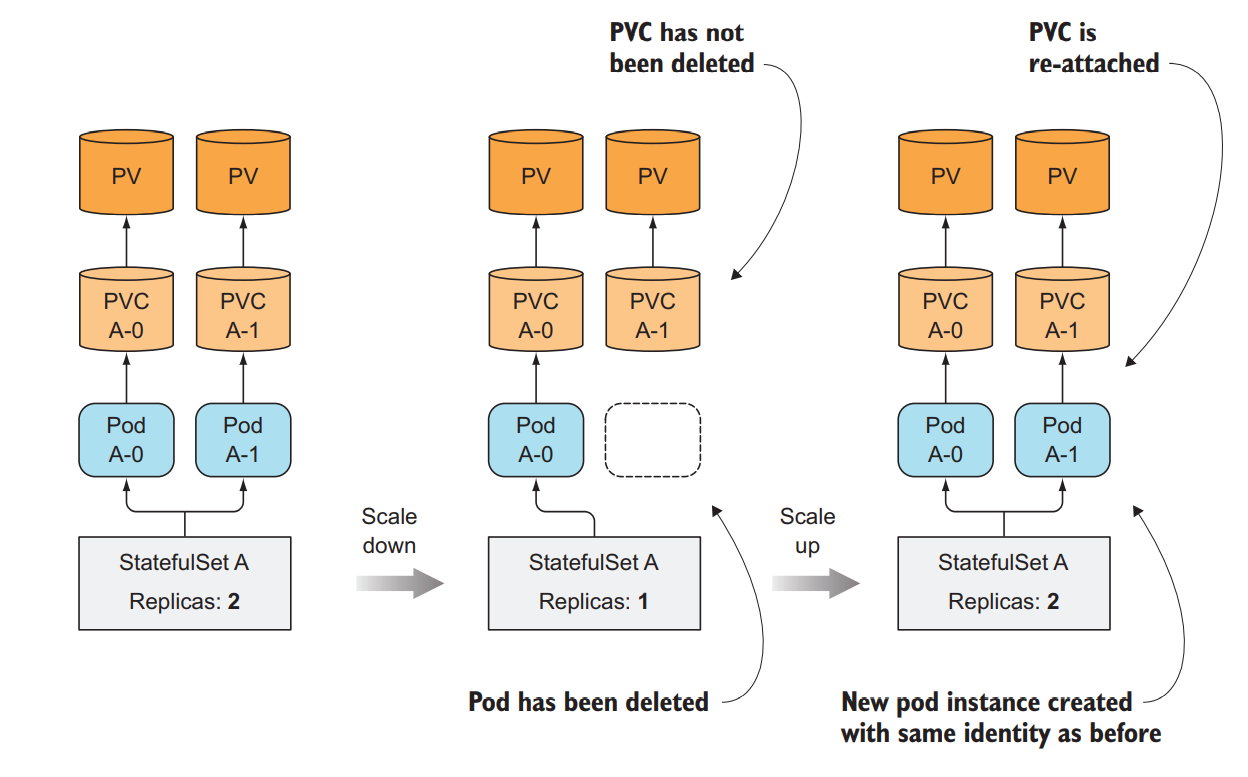 PVC has not
been deleted
PVC is
re-attached
PV
PV
PV
PV
PV
PV
PVC
A-0
PVC
A-1
PVC
A-0
PVC
A-1
PVC
A-0
PVC
A-1
Pod
A-0
Pod
A-1
Pod
A-0
Pod
A-0
Pod
A-1
Scale
down
Scale
up
StatefulSet A
Replicas: 2
StatefulSet A
Replicas: 1
StatefulSet A
Replicas: 2
Pod has been deleted
New pod instance created
with same identity as before